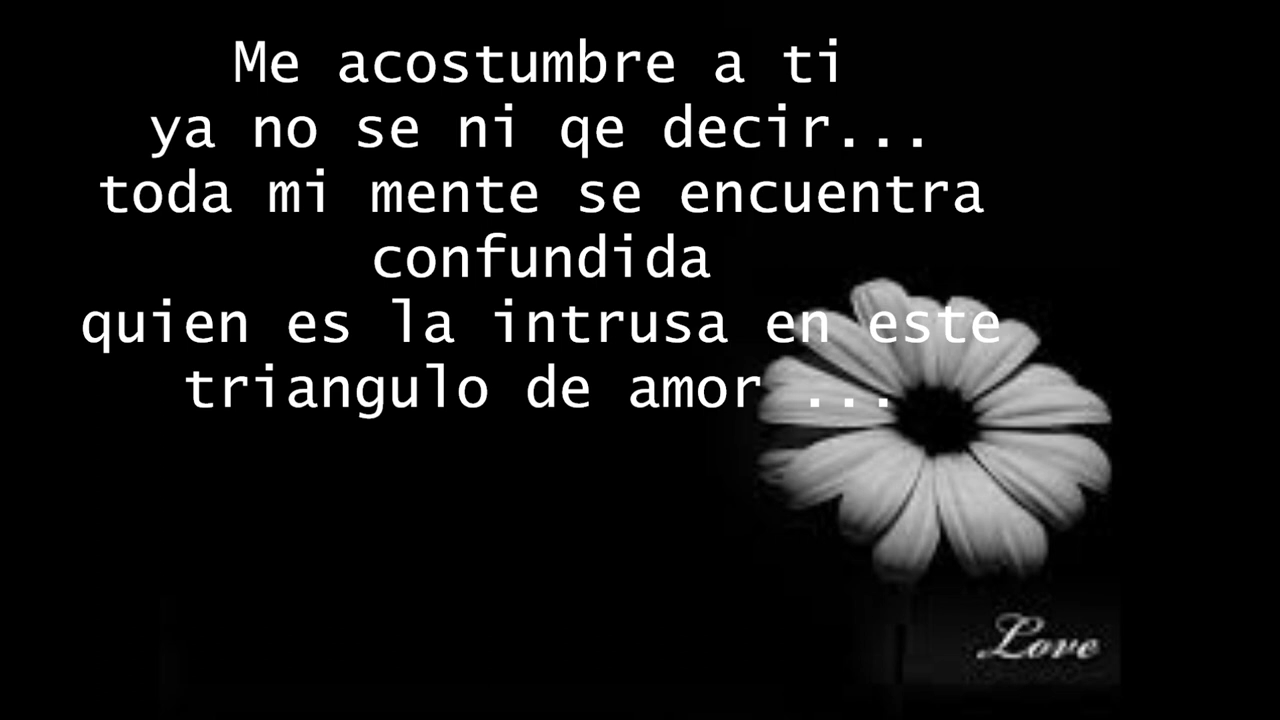 Me acostumbre a ti
ya no se ni qe decir...
toda mi mente se encuentra
confundida
quien es la intrusa en este
triangulo de amor ...
Love